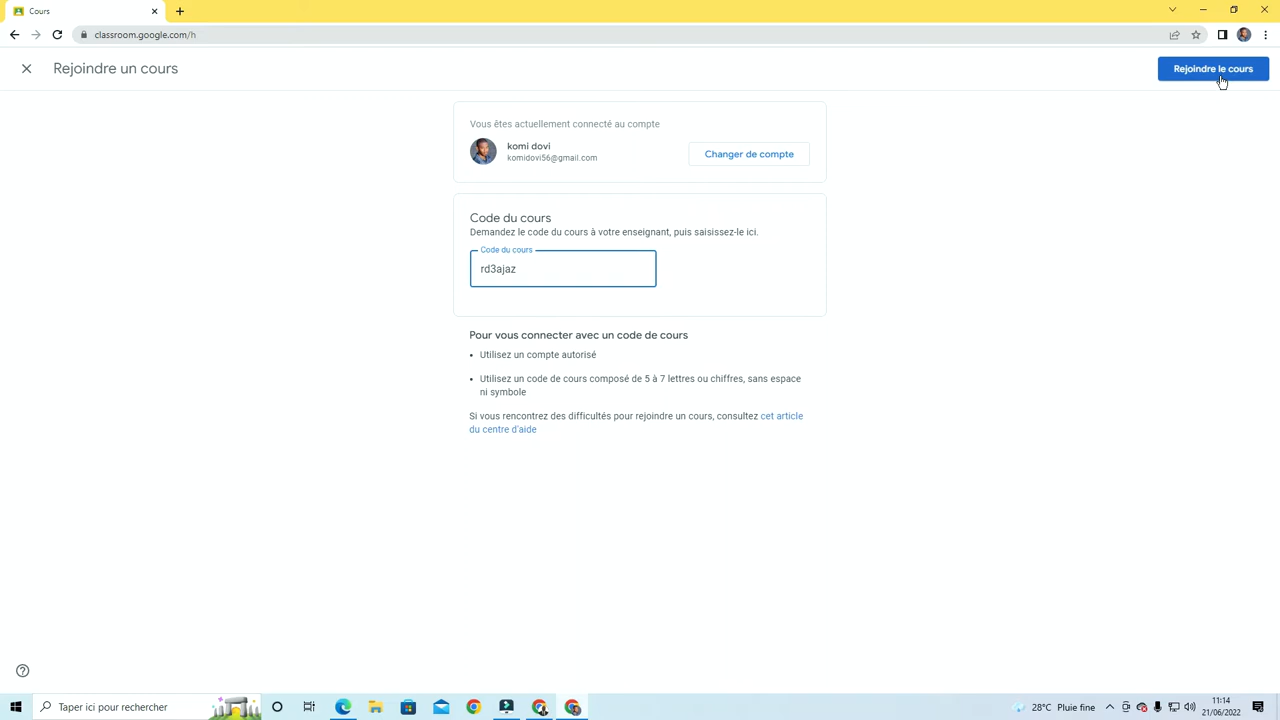 Cours
classroom.google.com/h
Rejoindre un cours
Rejoindre le cours
Vous êtes actuellement connecté au compte
komi dovi
komidovi56@gmail.com
Changer de compte
Code du cours
Demandez le code du cours à votre enseignant, puis saisissez-le ici.
Code du cours
rd3ajaz
Pour vous connecter avec un code de cours
• Utilisez un compte autorisé
• Utilisez un code de cours composé de 5 à 7 lettres ou chiffres, sans espace
ni symbole
Si vous rencontrez des difficultés pour rejoindre un cours, consultez cet article
du centre d'aide
Taper ici pour rechercher
28°C Pluie fine
11:14
21/06/2022